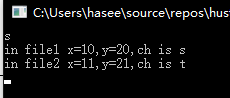 C:\Users\hasee\source\repos\hust
s
in file1 x=10,y=20,ch is s
in file2 x=11,y=21,ch is t